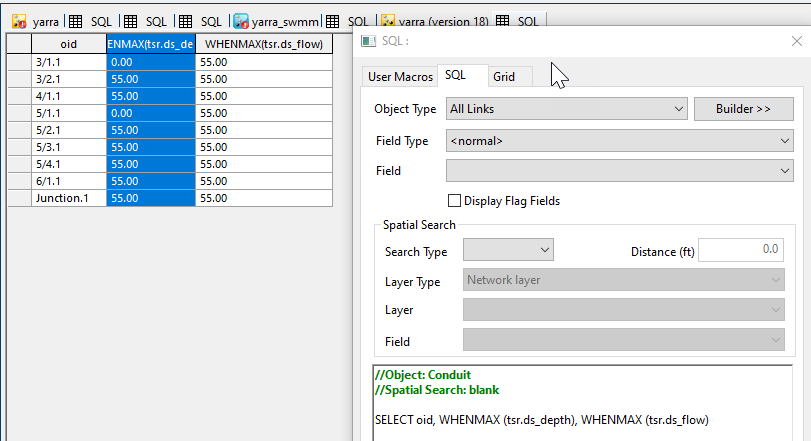 yarra SQL SQL SQL yarra_swmm SQL yarra (version 18) SQL
oid ENMAX(tsr.ds_de WHENMAX(tsr.ds_flow)
3/1.1 0.00 55.00
3/2.1 55.00 55.00
4/1.1 55.00 55.00
5/1.1 0.00 55.00
5/2.1 55.00 55.00
5/3.1 55.00 55.00
5/4.1 55.00 55.00
6/1.1 55.00 55.00
Junction.1 55.00 55.00
SQL :
User Macros SQL Grid
Object Type All Links Builder >>
Field Type <normal>
Field
Display Flag Fields
Spatial Search
Search Type Distance (ft) 0.0
Layer Type Network layer
Layer
Field
//Object: Conduit
//Spatial Search: blank
SELECT oid, WHENMAX (tsr.ds_depth), WHENMAX (tsr.ds_flow)